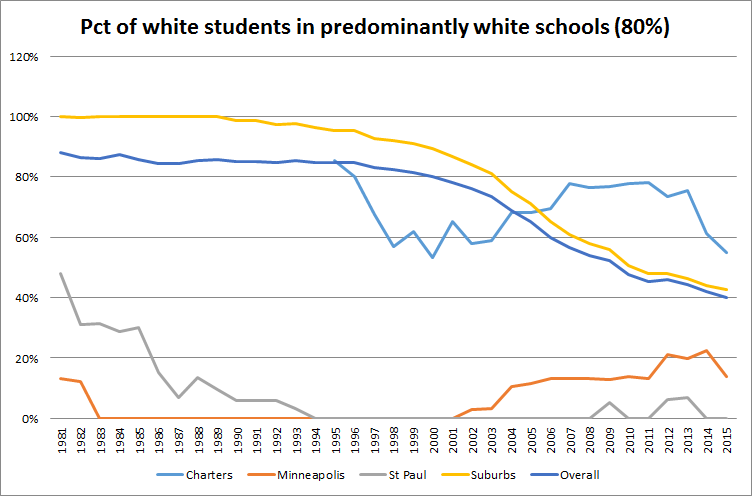 Pct of white students in predominantly white schools (80%)
120%
100%
80%
60%
40%
20%
0%
1981 1982 1983 1984 1985 1986 1987 1988 1989 1990 1991 1992 1993 1994 1995 1996 1997 1998 1999 2000 2001 2002 2003 2004 2005 2006 2007 2008 2009 2010 2011 2012 2013 2014 2015
Charters Minneapolis St Paul Suburbs Overall